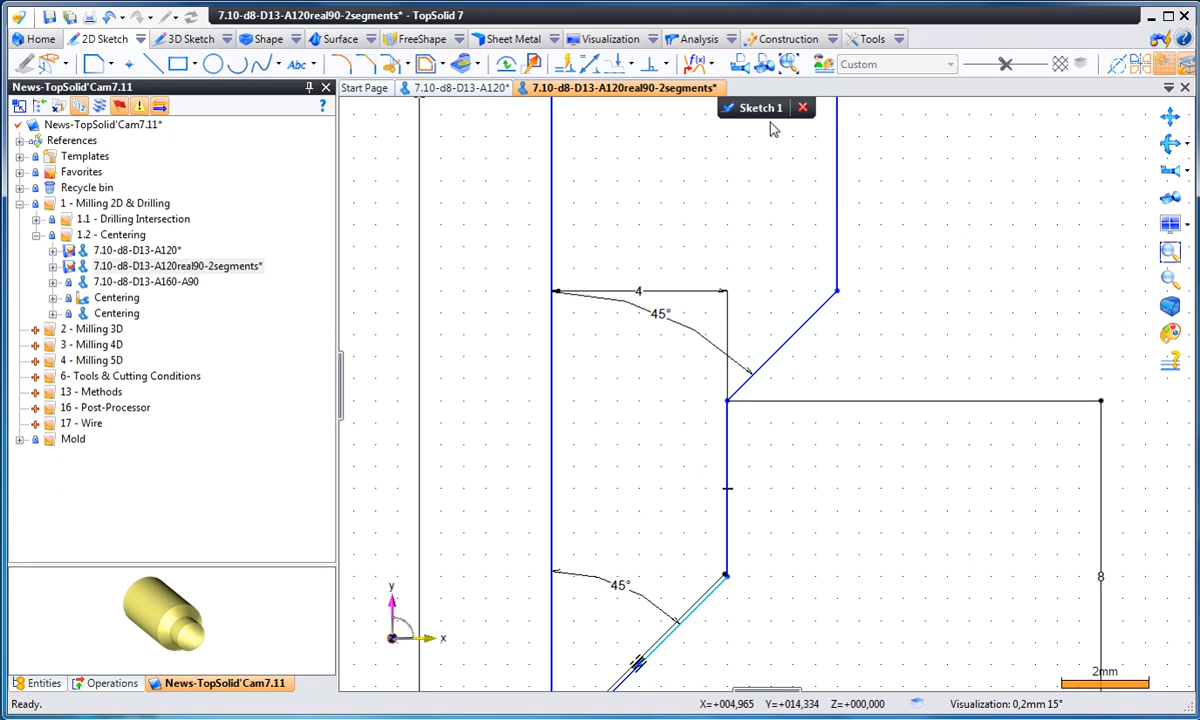 7.10-d8-D13-A120real90-2segments* - TopSolid 7
Home
2D Sketch
3D Sketch
Shape
Surface
FreeShape
Sheet Metal
Visualization
Analysis
Construction
Tools
Abc
Custom
News-TopSolid'Cam7.11
Start Page
7.10-d8-D13-A120*
7.10-d8-D13-A120real90-2segments*
Sketch 1
News-TopSolid'Cam7.11*
References
Templates
Favorites
Recycle bin
1 - Milling 2D & Drilling
1.1 - Drilling Intersection
1.2 - Centering
7.10-d8-D13-A120*
7.10-d8-D13-A120real90-2segments*
7.10-d8-D13-A160-A90
Centering
Centering
2 - Milling 3D
3 - Milling 4D
4 - Milling 5D
6- Tools & Cutting Conditions
13 - Methods
16 - Post-Processor
17 - Wire
Mold
4
45°
45°
8
y
x
2mm
Entities
Operations
News-TopSolid'Cam7.11
Ready.
X=+004,965 Y=+014,334 Z=+000,000
Visualization: 0,2mm 15°